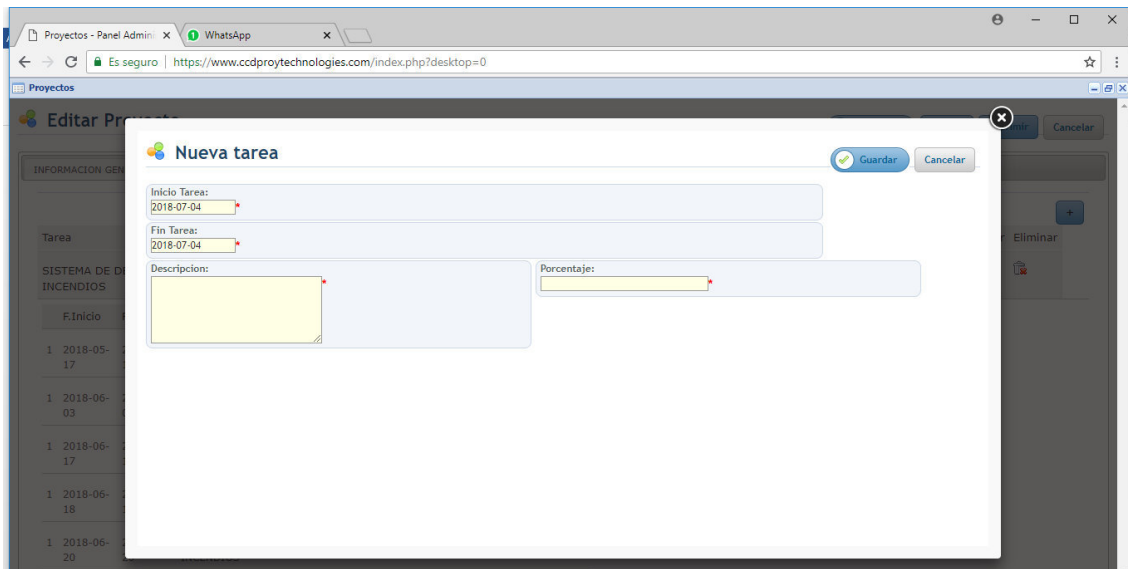 Proyectos - Panel Admini
WhatsApp
Es seguro | https://www.ccdproytechnologies.com/index.php?desktop=0
Proyectos
Editar
Cancelar
Nueva tarea
Guardar
Cancelar
INFORMACION GEN
Inicio Tarea:
2018-07-04 *
+
Fin Tarea:
2018-07-04 *
Tarea
Eliminar
Descripcion:
*
Porcentaje:
*
SISTEMA DE
INCENDIOS
F.Inicio
1 2018-05-
17
1 2018-06-
03
1 2018-06-
17
1 2018-06-
18
1 2018-06-
20